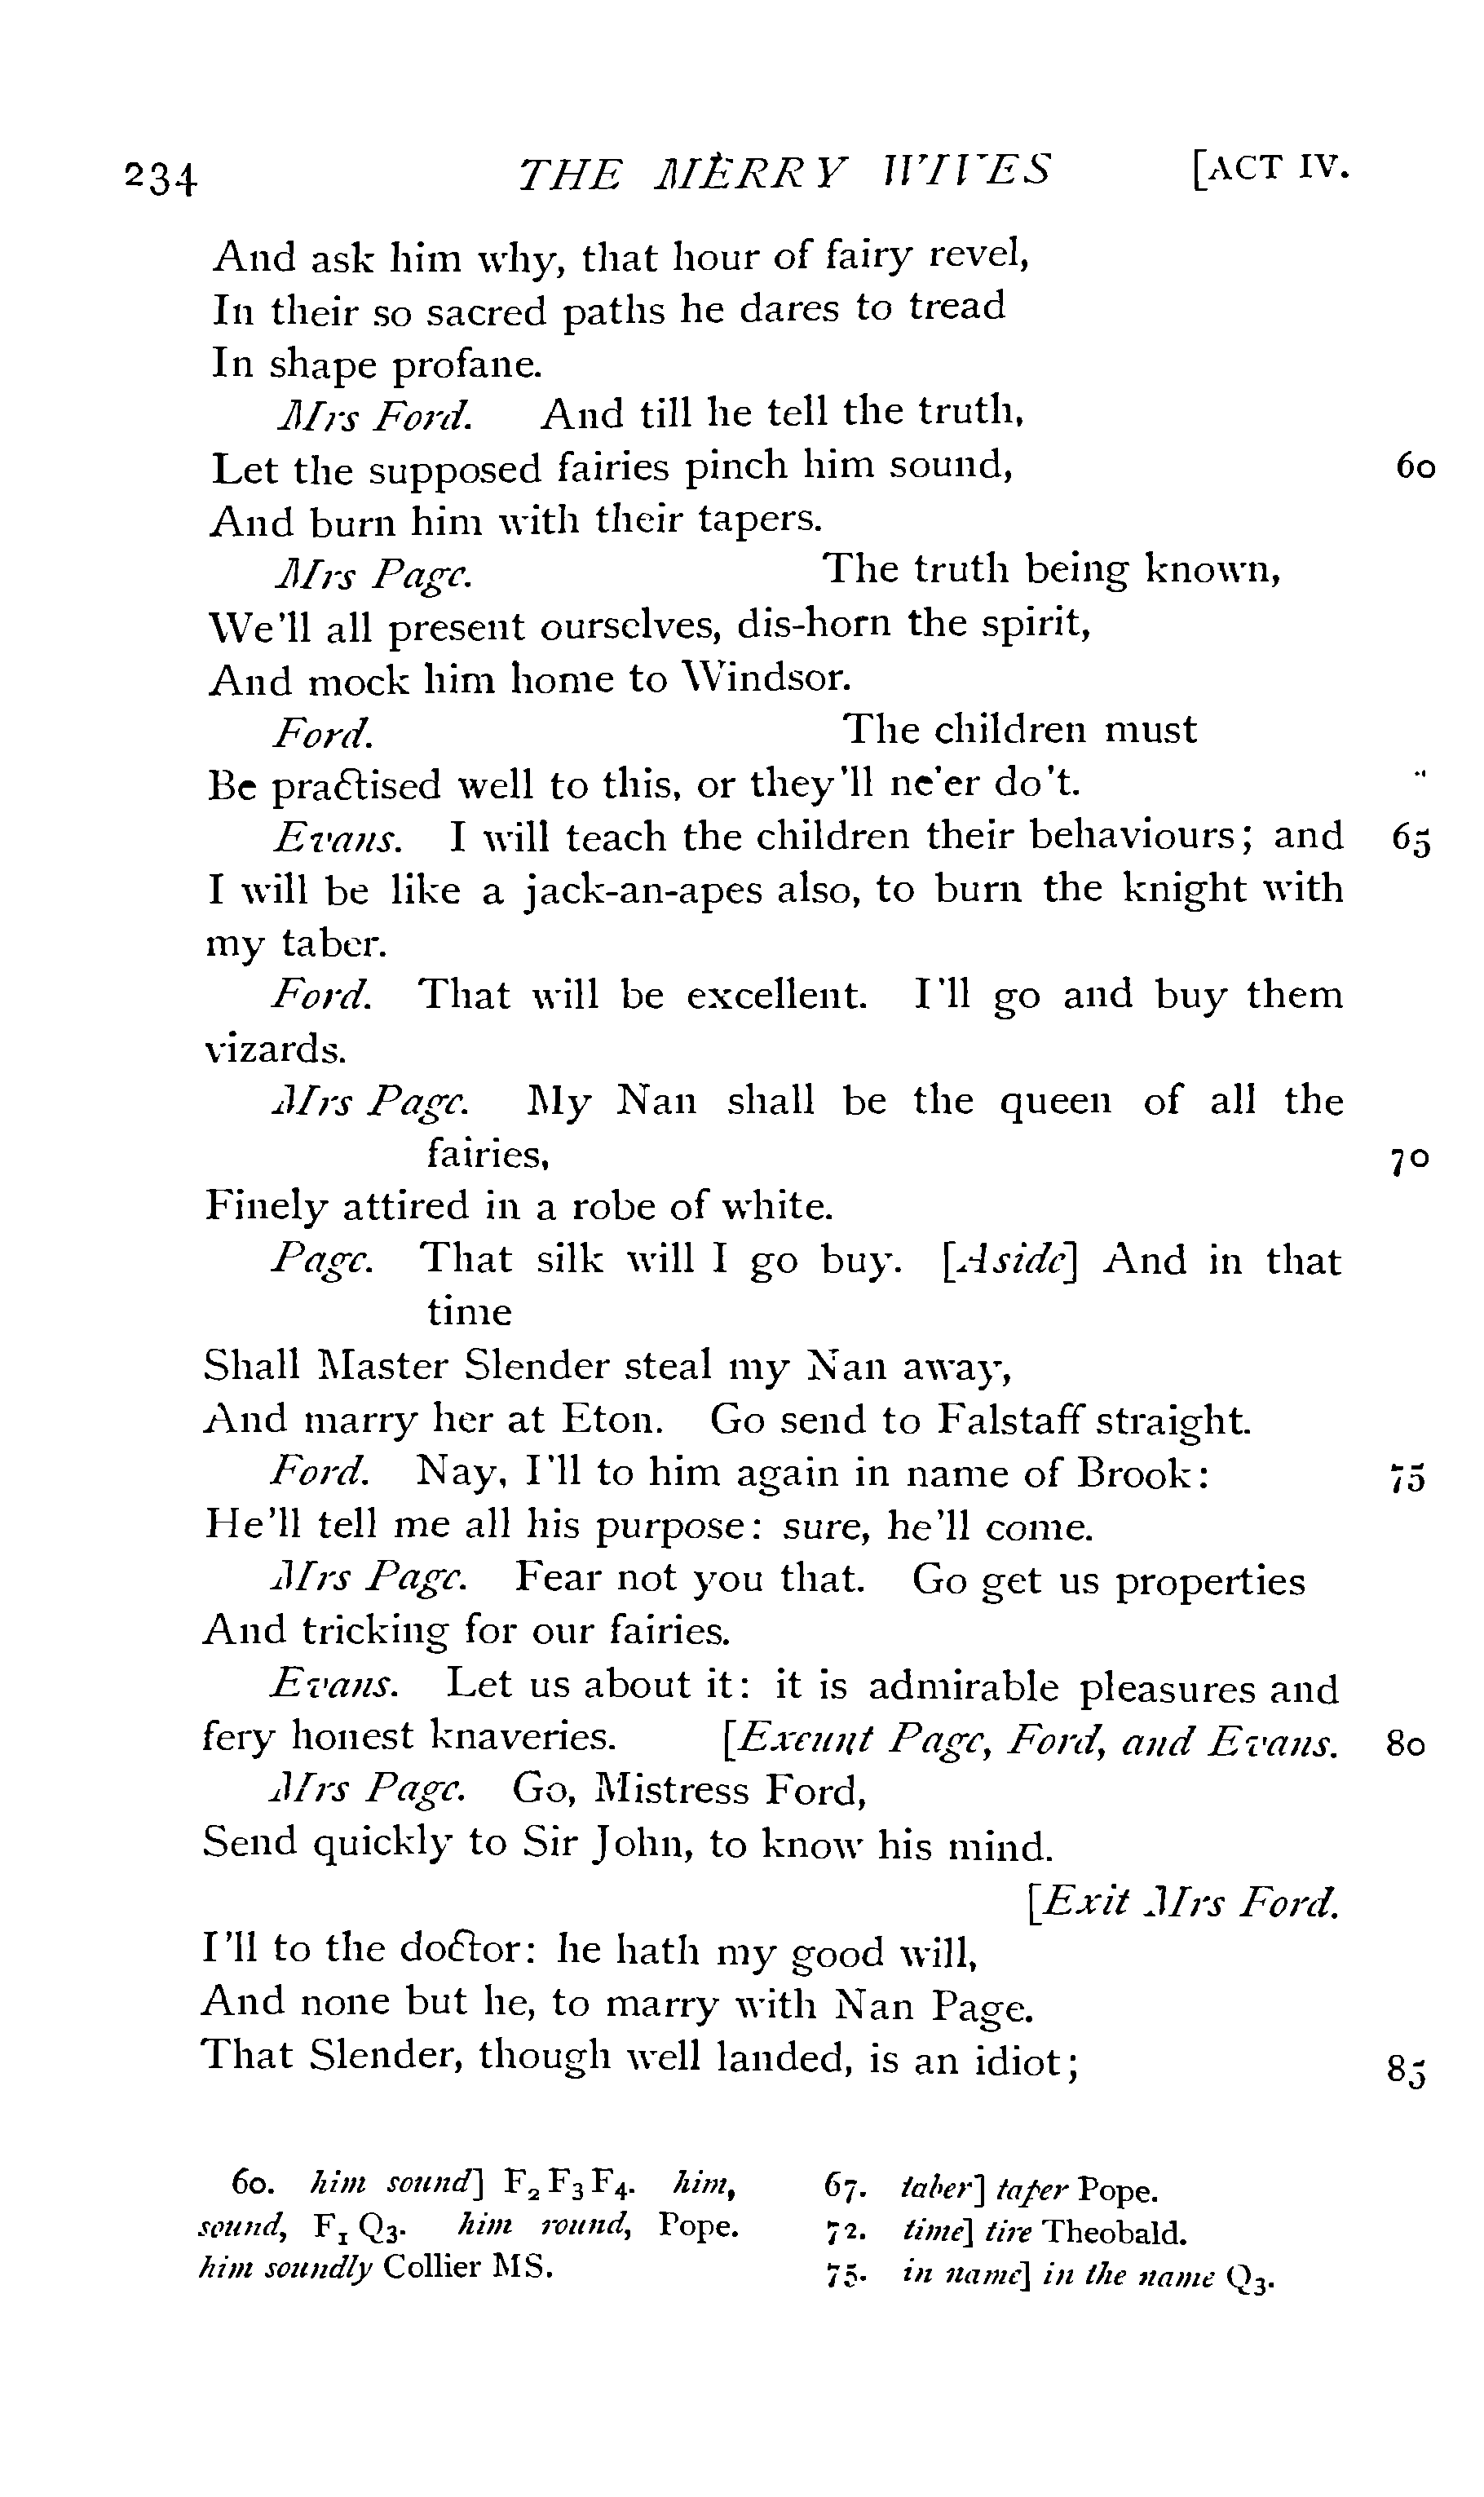 234 THE MERRY WIVES [ACT IV.
And ask him why, that hour of fairy revel,
In their so sacred paths he dares to tread
In shape profane.
Mrs Ford. And till he tell the truth,
Let the supposed fairies pinch him sound, 60
And burn him with their tapers.
Mrs Page. The truth being known,
We'll all present ourselves, dis-horn the spirit,
And mock him home to Windsor.
Ford. The children must
Be practised well to this, or they'll ne'er do't.
Evans. I will teach the children their behaviours; and 65
I will be like a jack-an-apes also, to burn the knight with
my taber.
Ford. That will be excellent. I'll go and buy them
vizards.
Mrs Page. My Nan shall be the queen of all the
fairies, 70
Finely attired in a robe of white.
Page. That silk will I go buy. [Aside] And in that
time
Shall Master Slender steal my Nan away,
And marry her at Eton. Go send to Falstaff straight.
Ford. Nay, I'll to him again in name of Brook: 75
He'll tell me all his purpose: sure, he'll come.
Mrs Page. Fear not you that. Go get us properties
And tricking for our fairies.
Evans. Let us about it: it is admirable pleasures and
fery honest knaveries. [Exeunt Page, Ford, and Evans. 80
Mrs Page. Go, Mistress Ford,
Send quickly to Sir John, to know his mind.
[Exit Mrs Ford.
I'll to the doctor: he hath my good will,
And none but he, to marry with Nan Page.
That Slender, though well landed, is an idiot; 85
60. him sound] F2 F3 F4. him,
sound, F1 Q3. him round, Pope.
him soundly Collier MS.
67. taber] taper Pope.
72. time] tire Theobald.
75. in name] in the name Q3.